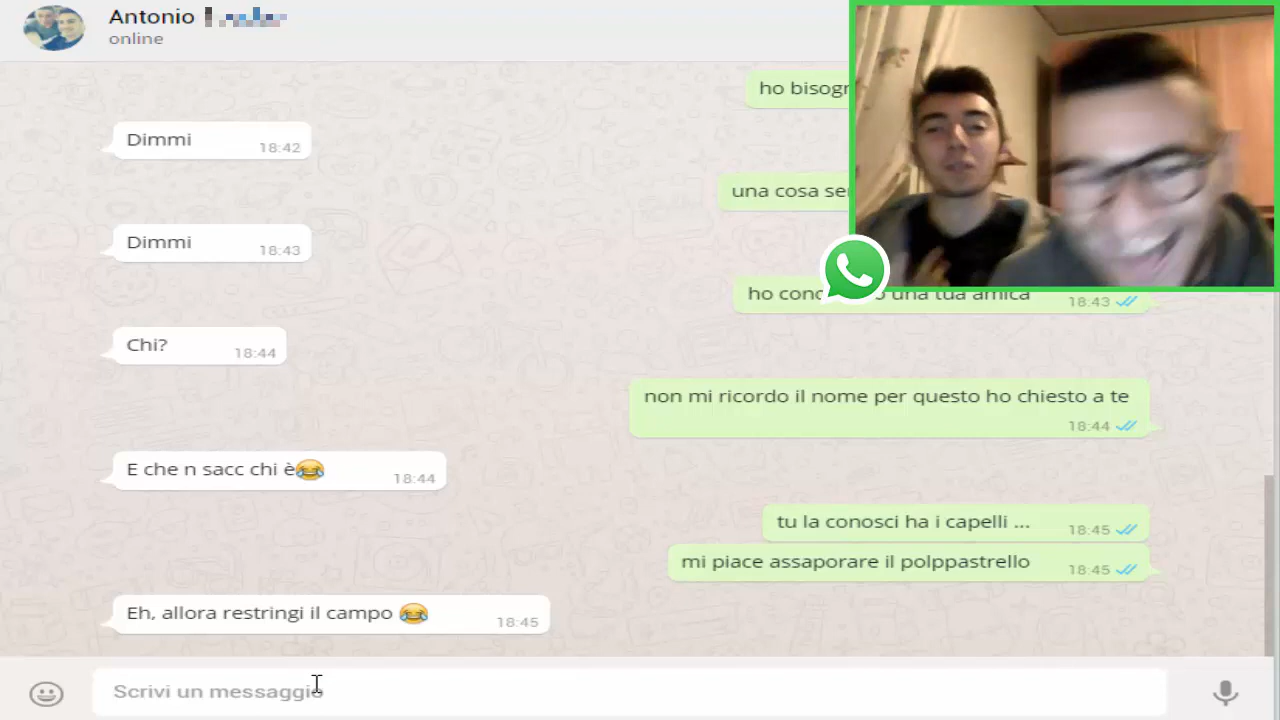 Antonio
online
ho
Dimmi 18:42
una cosa
Dimmi 18:43
ho una tua amica 18:43
Chi? 18:44
non mi ricordo il nome per questo ho chiesto a te
18:44
E che n sacc chi è😂 18:44
tu la conosci ha i capelli ... 18:45
mi piace assaporare il polppastrello 18:45
Eh, allora restringi il campo 😂 18:45
Scrivi un messaggio